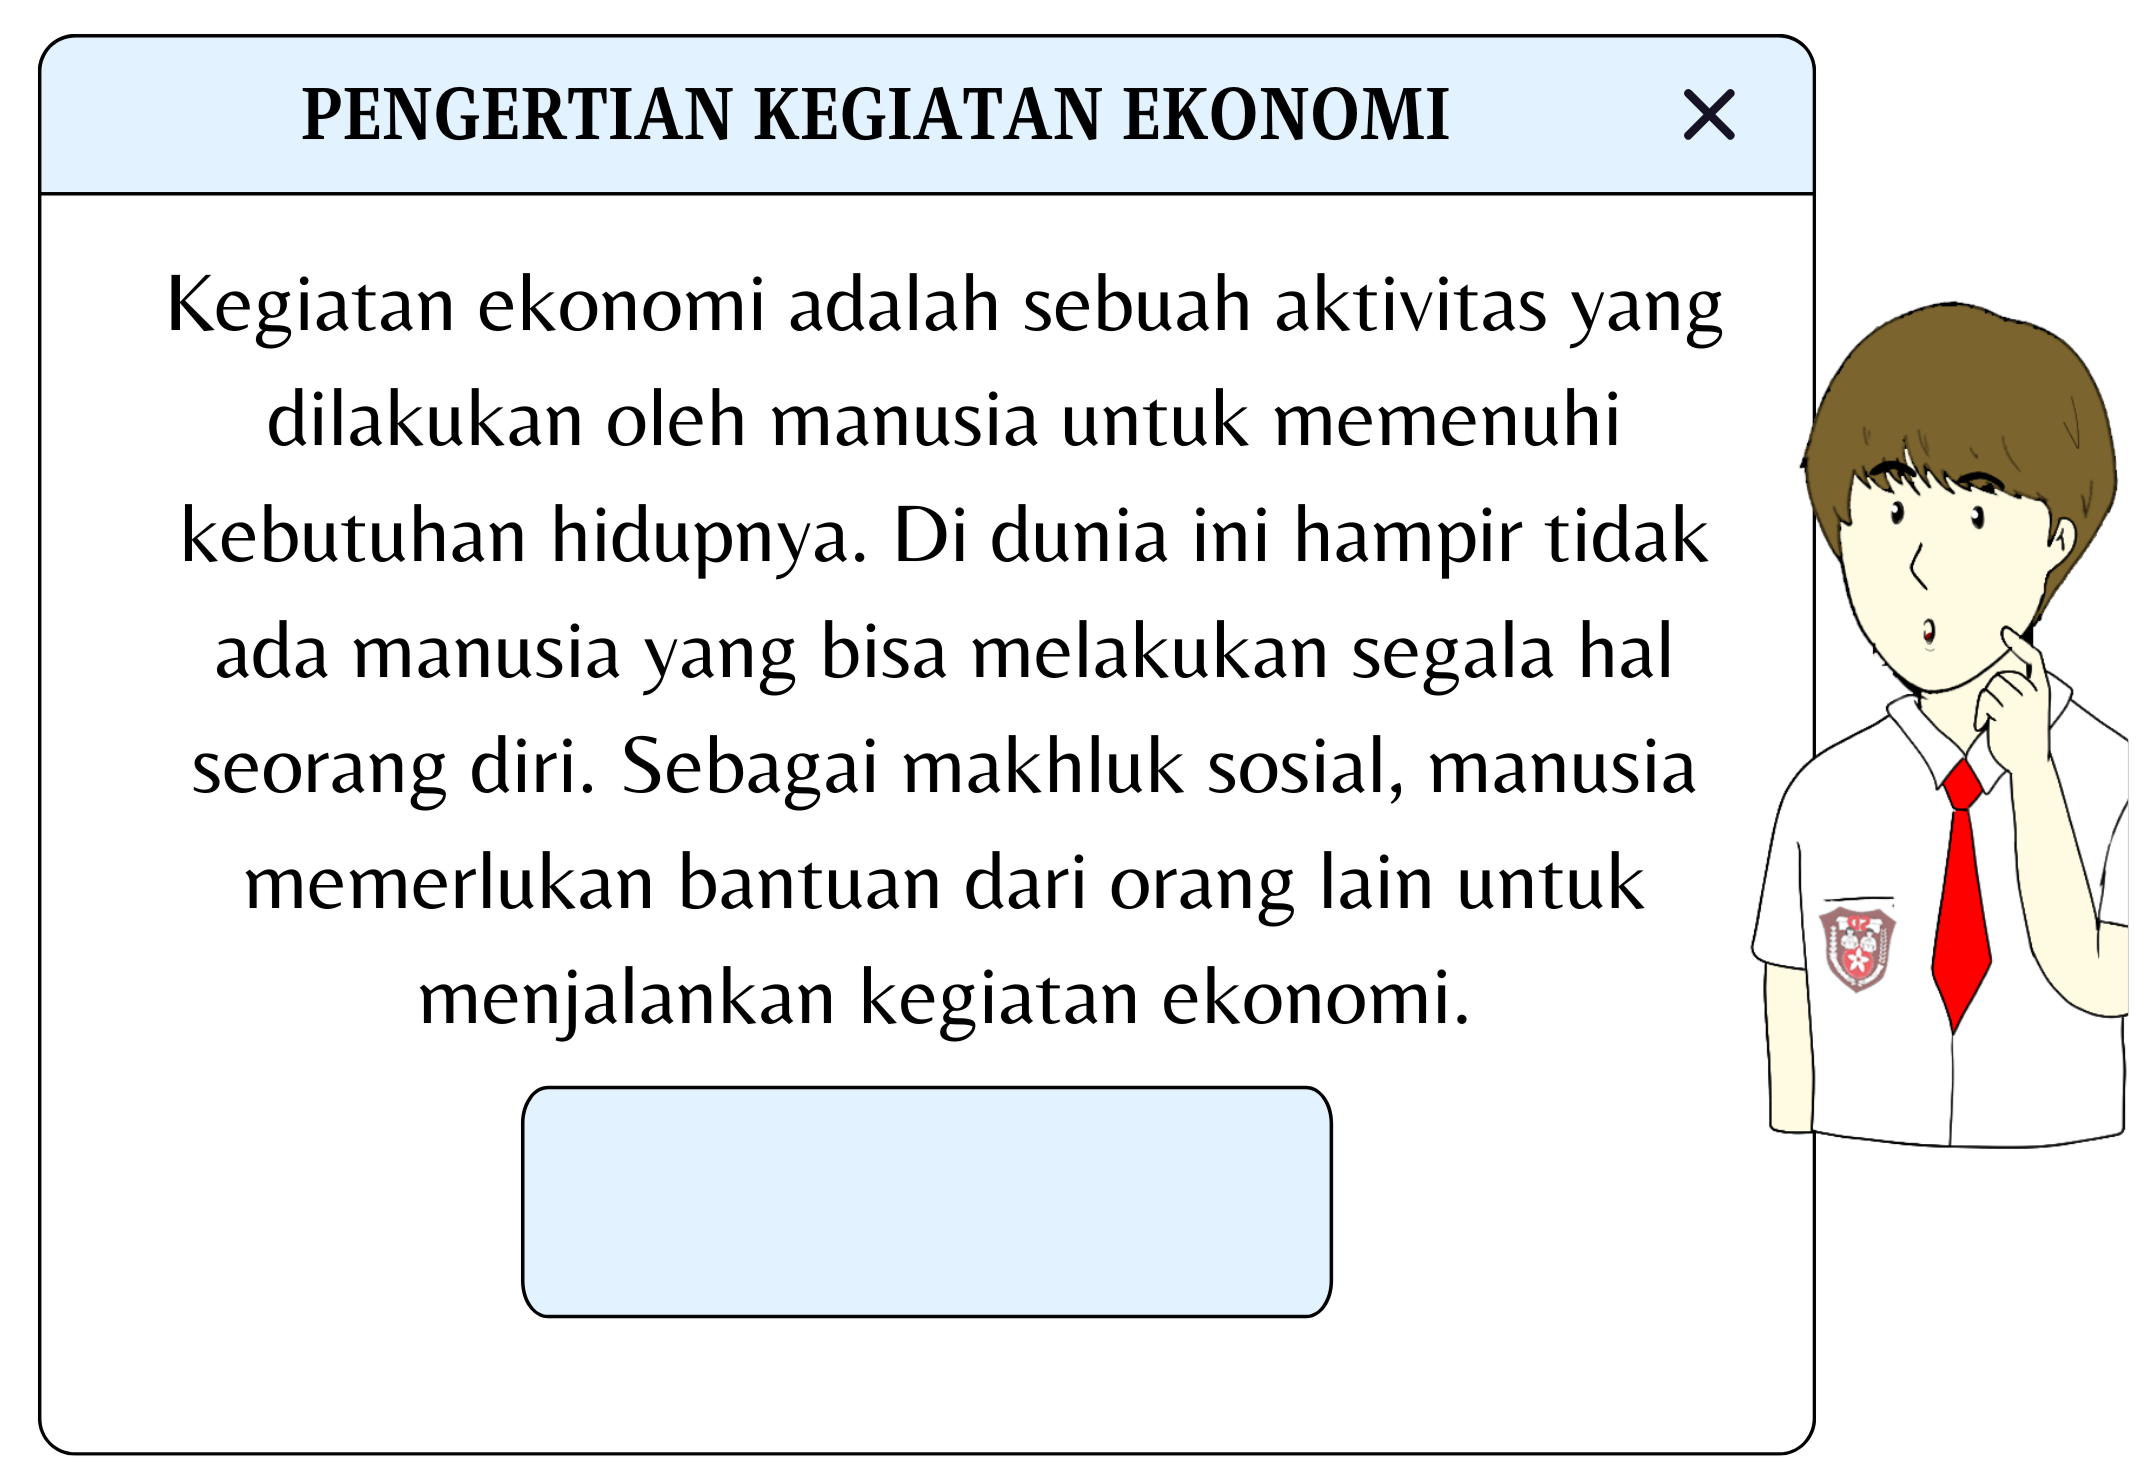 PENGERTIAN KEGIATAN EKONOMI
Kegiatan ekonomi adalah sebuah aktivitas yang
dilakukan oleh manusia untuk memenuhi
kebutuhan hidupnya. Di dunia ini hampir tidak
ada manusia yang bisa melakukan segala hal
seorang diri. Sebagai makhluk sosial, manusia
memerlukan bantuan dari orang lain untuk
menjalankan kegiatan ekonomi.